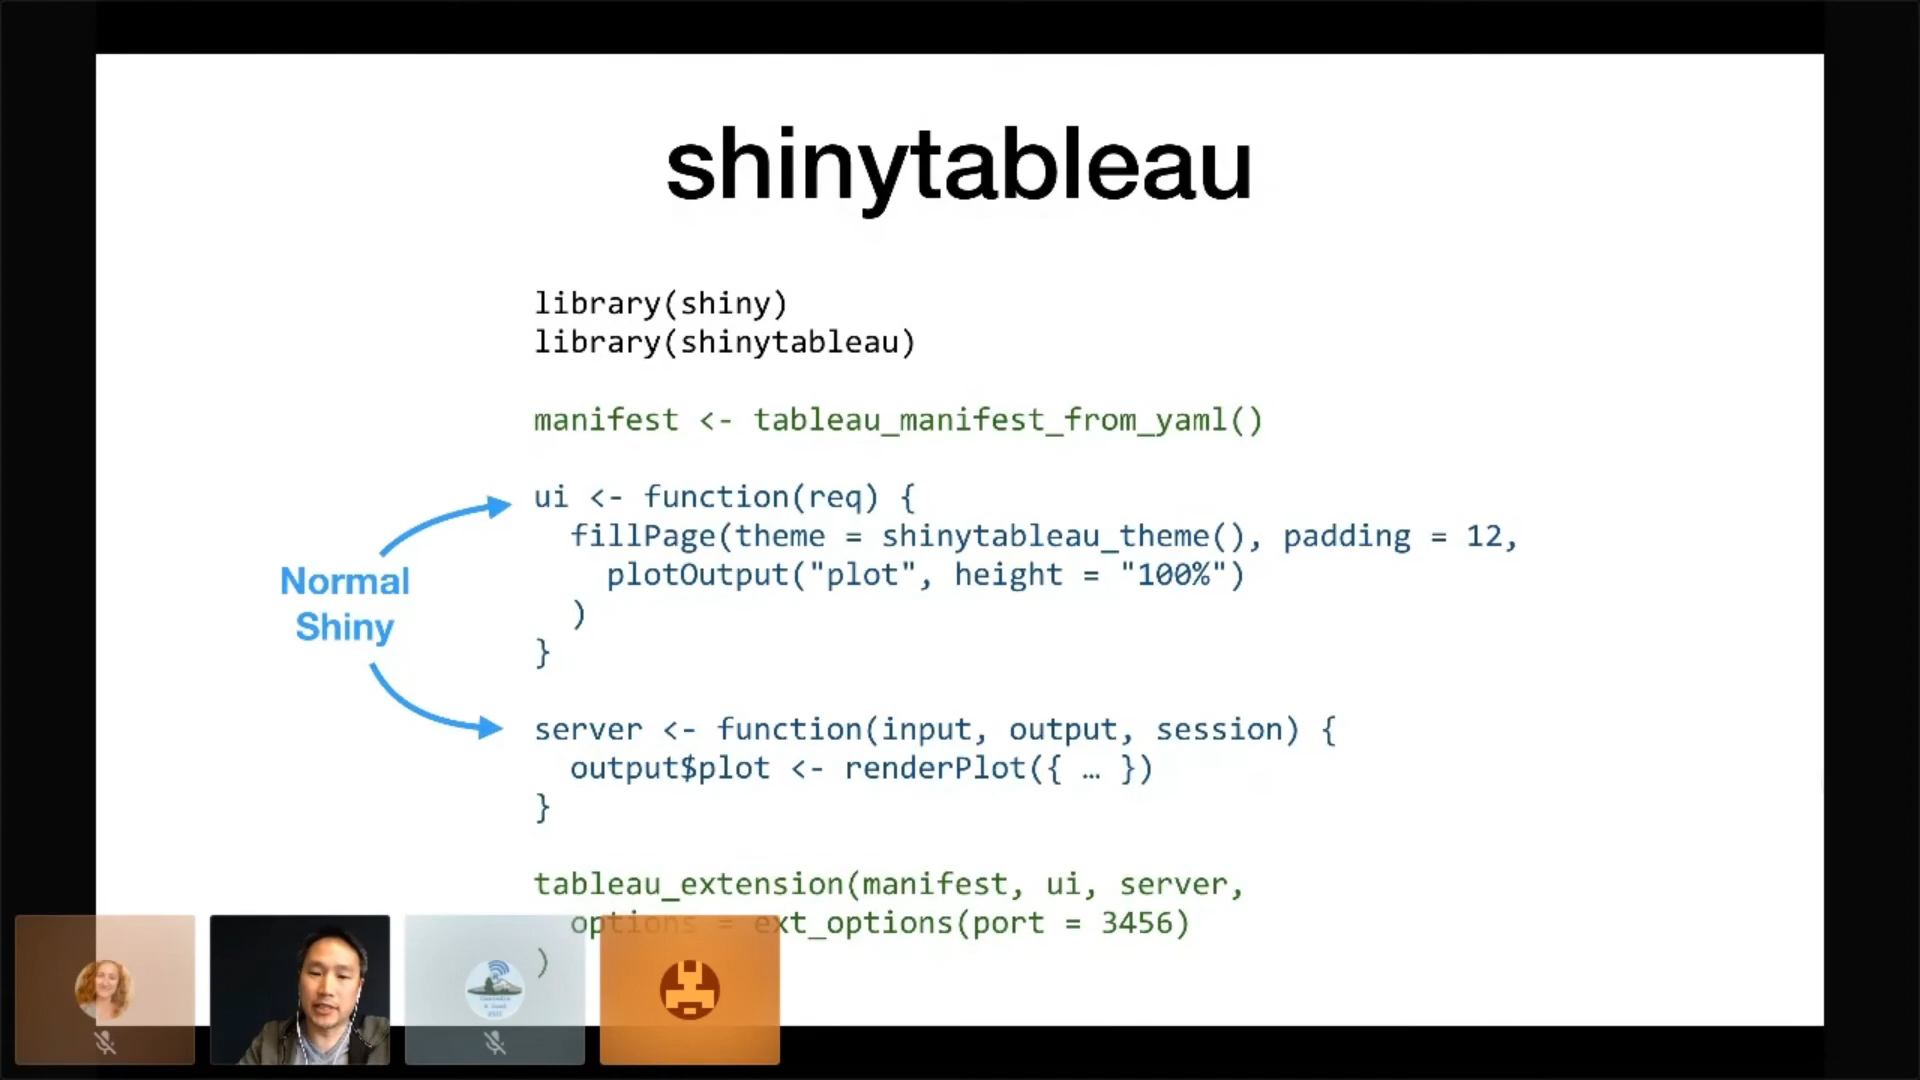 shinytableau
library(shiny)
library(shinytableau)
manifest <- tableau_manifest_from_yaml()
ui <- function(req) {
  fillPage(theme = shinytableau_theme(), padding = 12,
    plotOutput("plot", height = "100%")
  )
}
Normal
Shiny
server <- function(input, output, session) {
  output$plot <- renderPlot({ … })
}
tableau_extension(manifest, ui, server,
  options = ext_options(port = 3456)
)